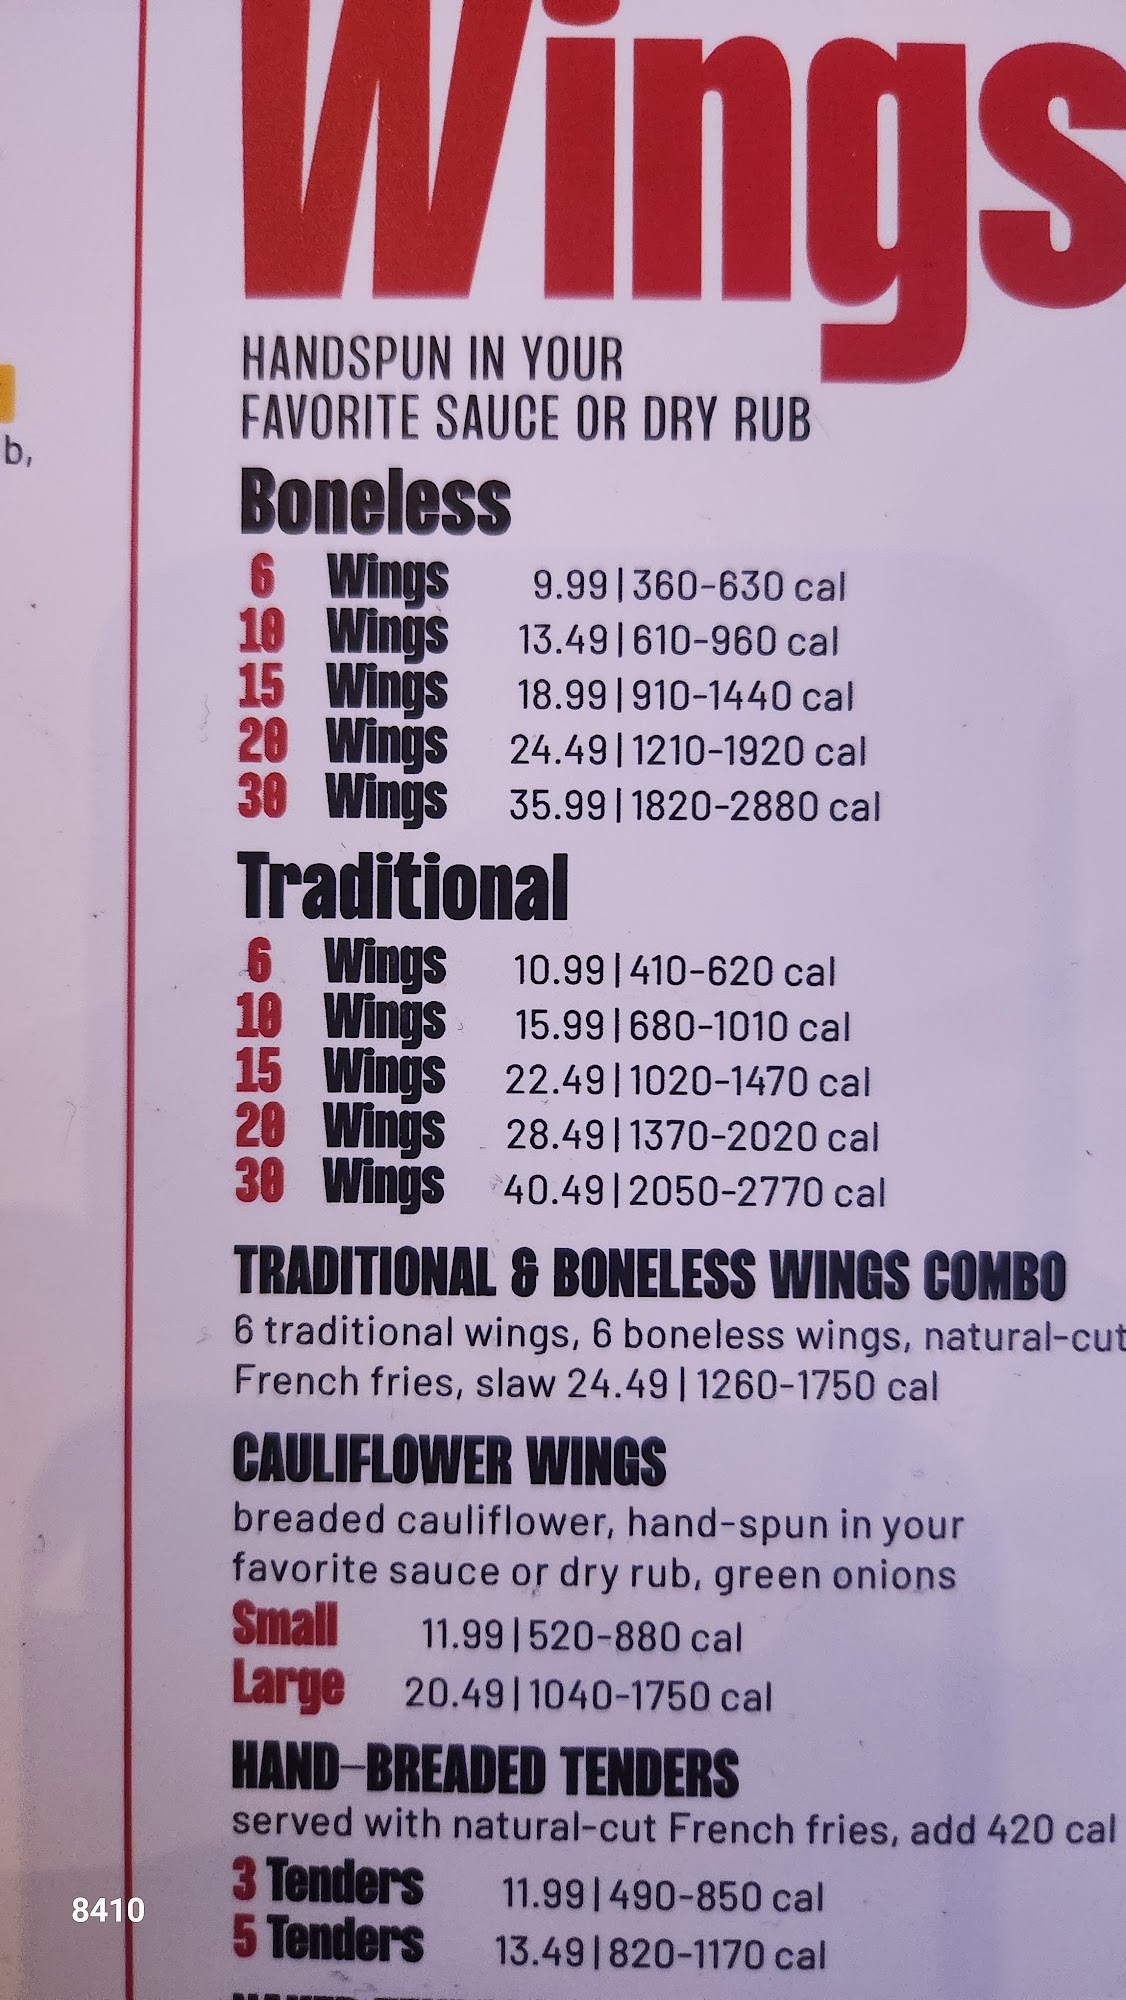 Wings
HANDSPUN IN YOUR
FAVORITE SAUCE OR DRY RUB
b,
Boneless
6 Wings 9.99|360-630 cal
10 Wings 13.49|610-960 cal
15 Wings 18.99|910-1440 cal
20 Wings 24.49|1210-1920 cal
30 Wings 35.99|1820-2880 cal
Traditional
6 Wings 10.99|410-620 cal
10 Wings 15.99|680-1010 cal
15 Wings 22.49|1020-1470 cal
20 Wings 28.49|1370-2020 cal
30 Wings 40.49|2050-2770 cal
TRADITIONAL & BONELESS WINGS COMBO
6 traditional wings, 6 boneless wings, natural-cut
French fries, slaw 24.49|1260-1750 cal
CAULIFLOWER WINGS
breaded cauliflower, hand-spun in your
favorite sauce or dry rub, green onions
Small 11.99|520-880 cal
Large 20.49|1040-1750 cal
HAND-BREADED TENDERS
served with natural-cut French fries, add 420 cal
3 Tenders 11.99|490-850 cal
5 Tenders 13.49|820-1170 cal
8410